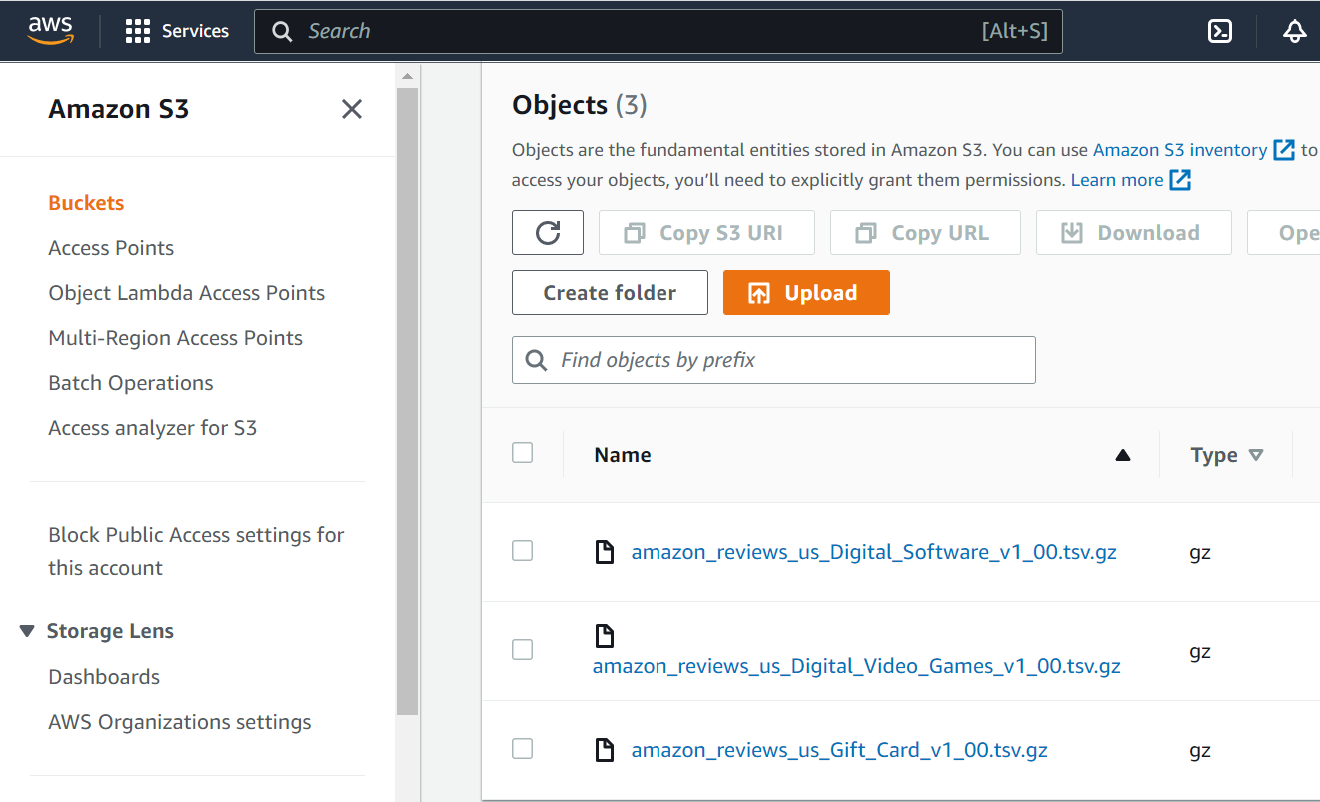 aws
Services
Search
[Alt+S]
Amazon S3
Buckets
Access Points
Object Lambda Access Points
Multi-Region Access Points
Batch Operations
Access analyzer for S3
Block Public Access settings for
this account
Storage Lens
Dashboards
AWS Organizations settings
Objects (3)
Objects are the fundamental entities stored in Amazon S3. You can use Amazon S3 inventory to
access your objects, you’ll need to explicitly grant them permissions. Learn more
Copy S3 URI
Copy URL
Download
Ope
Create folder
Upload
Find objects by prefix
Name
Type
amazon_reviews_us_Digital_Software_v1_00.tsv.gz
gz
amazon_reviews_us_Digital_Video_Games_v1_00.tsv.gz
gz
amazon_reviews_us_Gift_Card_v1_00.tsv.gz
gz